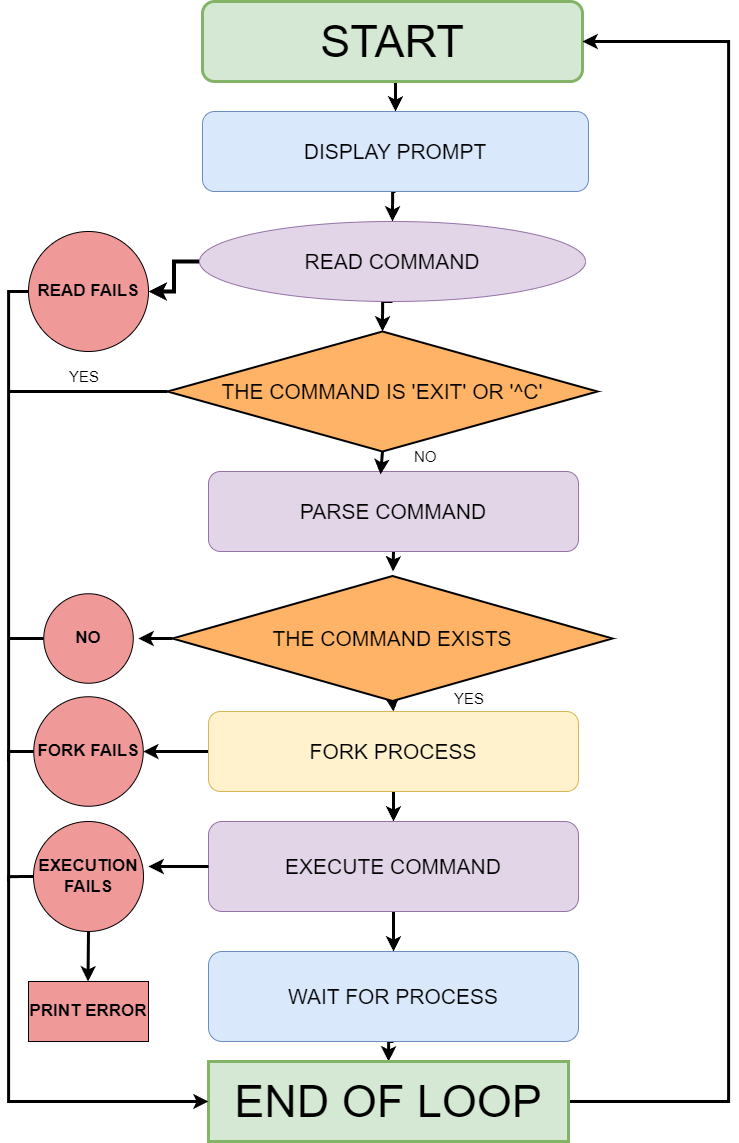 START
DISPLAY PROMPT
READ COMMAND
READ FAILS
YES
THE COMMAND IS 'EXIT' OR '^C'
NO
PARSE COMMAND
NO
THE COMMAND EXISTS
YES
FORK FAILS
FORK PROCESS
EXECUTION
FAILS
EXECUTE COMMAND
WAIT FOR PROCESS
PRINT ERROR
END OF LOOP